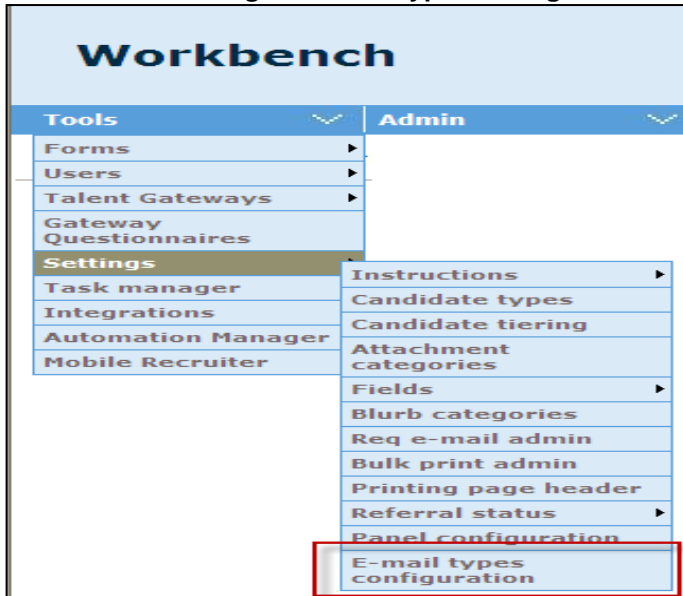 Workbench
Tools
Admin
Forms
Users
Talent Gateways
Gateway
Questionnaires
Settings
Task manager
Integrations
Automation Manager
Mobile Recruiter
Instructions
Candidate types
Candidate tiering
Attachment
categories
Fields
Blurb categories
Req e-mail admin
Bulk print admin
Printing page header
Referral status
Panel configuration
E-mail types
configuration